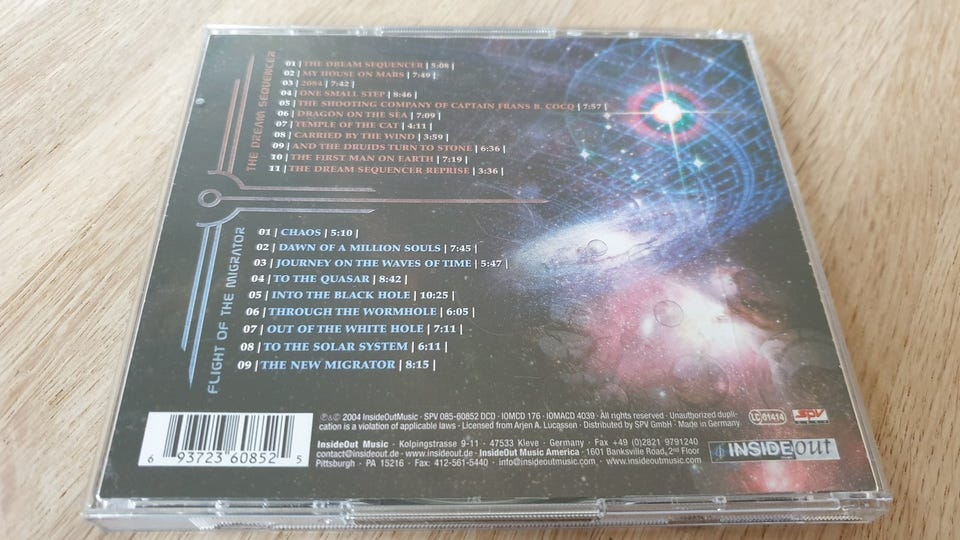 THE DREAM SEQUENCER
01 | THE DREAM SEQUENCER | 5:08 |
02 | MY HOUSE ON MARS | 7:49 |
03 | 2084 | 7:42 |
04 | ONE SMALL STEP | 8:46 |
05 | THE SHOOTING COMPANY OF CAPTAIN FRANS B. COCQ | 7:57 |
06 | DRAGON ON THE SEA | 7:09 |
07 | TEMPLE OF THE CAT | 4:11 |
08 | CARRIED BY THE WIND | 3:59 |
09 | AND THE DRUIDS TURN TO STONE | 6:36 |
10 | THE FIRST MAN ON EARTH | 7:19 |
11 | THE DREAM SEQUENCER REPRISE | 3:36 |
FLIGHT OF THE MIGRATOR
01 | CHAOS | 5:10 |
02 | DAWN OF A MILLION SOULS | 7:45 |
03 | JOURNEY ON THE WAVES OF TIME | 5:47 |
04 | TO THE QUASAR | 8:42 |
05 | INTO THE BLACK HOLE | 10:25 |
06 | THROUGH THE WORMHOLE | 6:05 |
07 | OUT OF THE WHITE HOLE | 7:11 |
08 | TO THE SOLAR SYSTEM | 6:11 |
09 | THE NEW MIGRATOR | 8:15 |
6 93723 60852 5
℗&© 2004 InsideOutMusic · SPV 085-60852 DCD · IOMCD 176 · IOMACD 4039 · All rights reserved · Unauthorized dupli-
cation is a violation of applicable laws · Licensed from Arjen A. Lucassen · Distributed by SPV GmbH · Made in Germany.
InsideOut Music · Kolpingstrasse 9-11 · 47533 Kleve · Germany · Fax +49 (0)2821 9791240
contact@insideout.de · www.insideout.de · InsideOut Music America · 1601 Banksville Road, 2nd Floor
Pittsburgh · PA 15216 · Fax: 412-561-5440 · info@insideoutmusic.com · www.insideoutmusic.com
LC 01414
SPV
INSIDEOUT